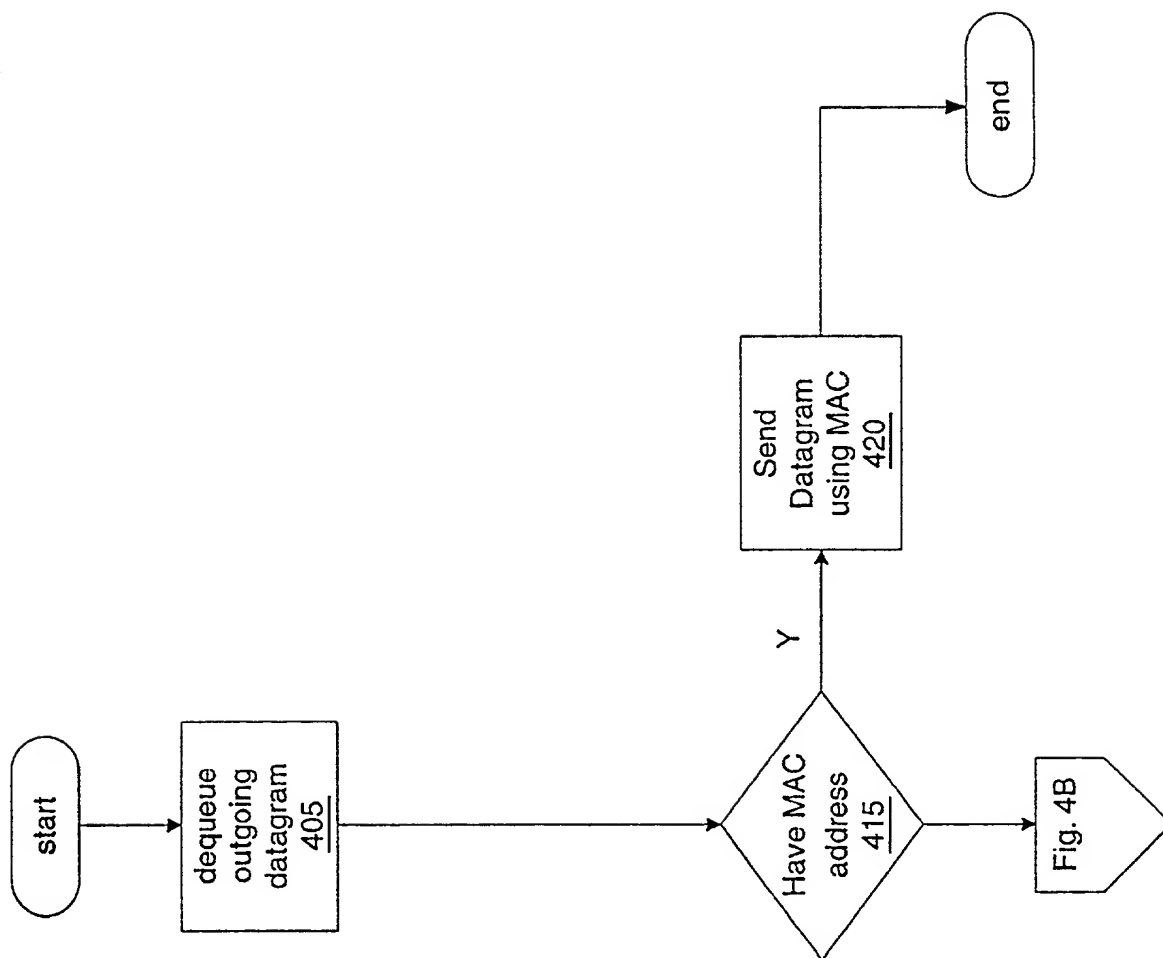 start
dequeue
outgoing
datagram
405
Have MAC
address
415
Y
Send
Datagram
using MAC
420
end
Fig. 4B